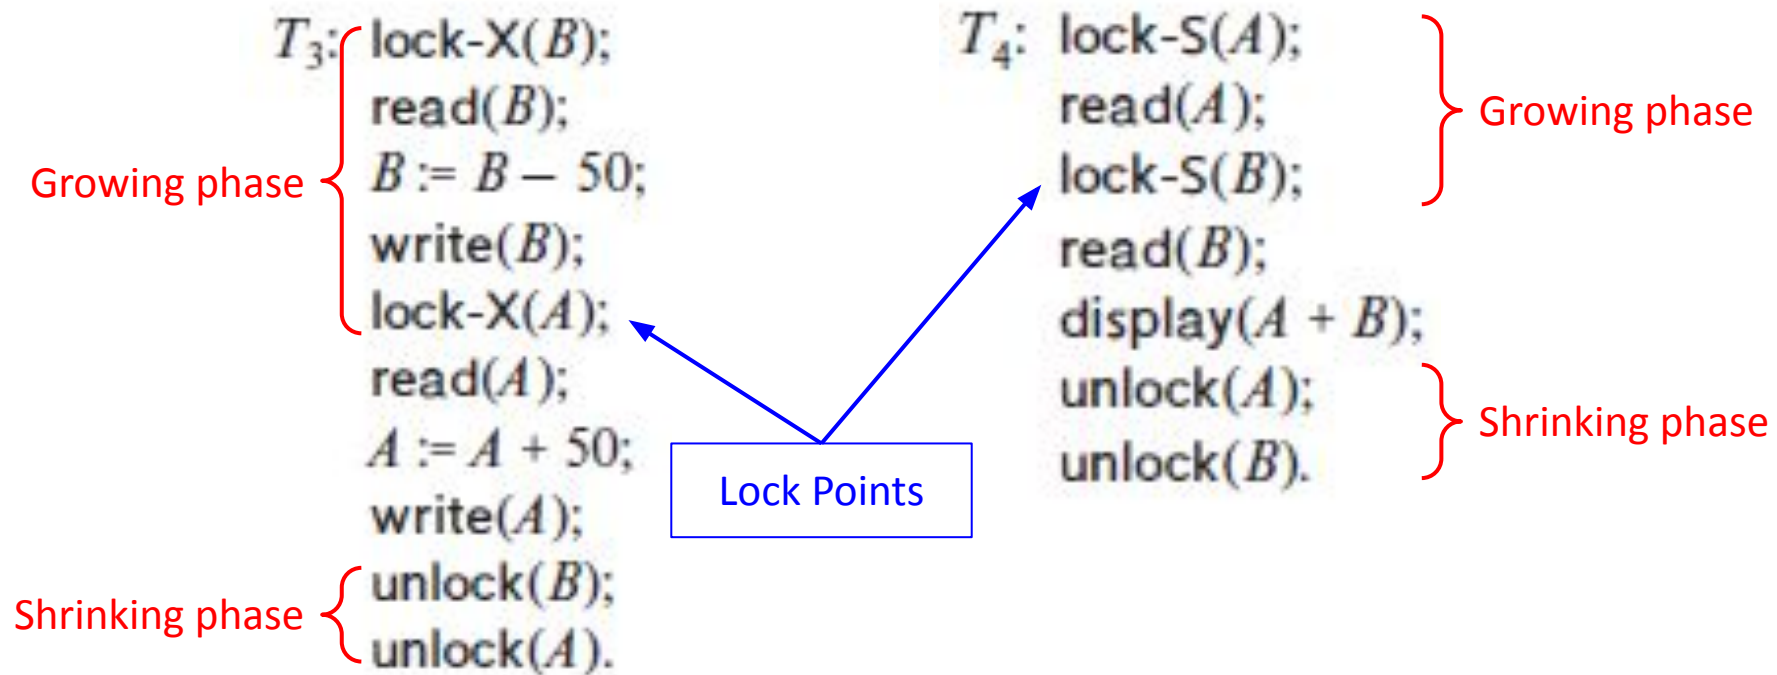 T3: lock-X(B);
read(B);
B := B − 50;
write(B);
lock-X(A);
read(A);
A := A + 50;
write(A);
unlock(B);
unlock(A).
Growing phase
Shrinking phase
Lock Points
T4: lock-S(A);
read(A);
lock-S(B);
read(B);
display(A + B);
unlock(A);
unlock(B).
Growing phase
Shrinking phase